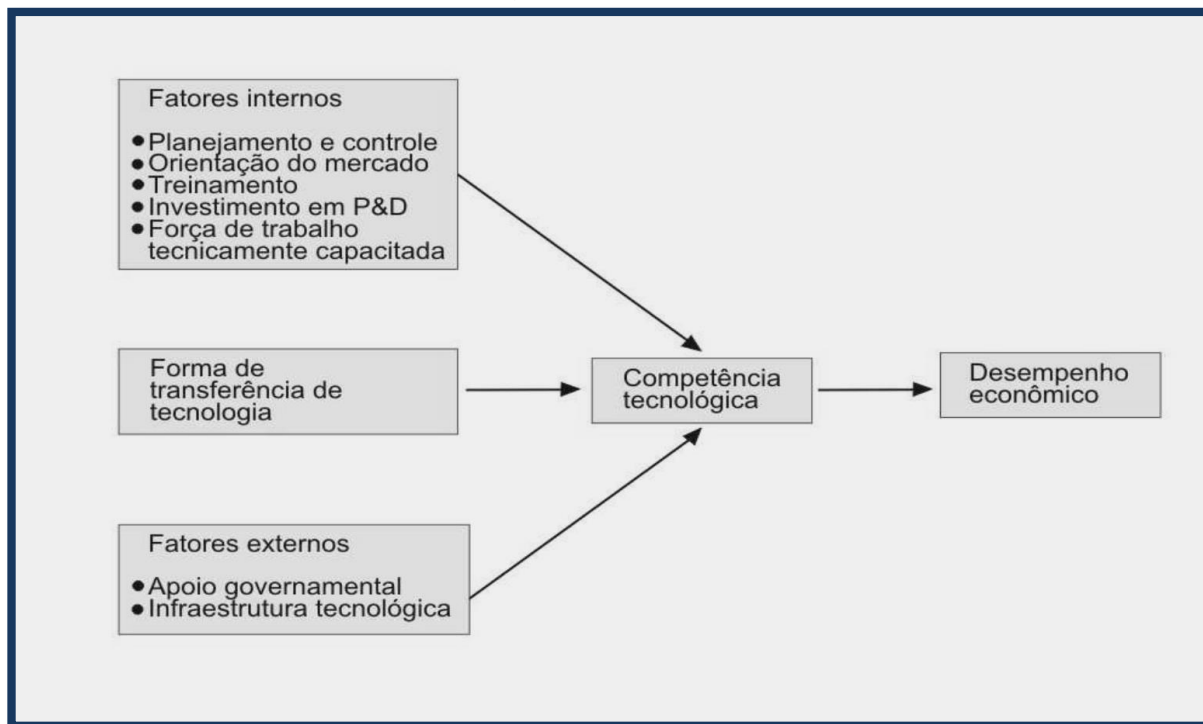 Fatores internos
●Planejamento e controle
●Orientação do mercado
●Treinamento
●Investimento em P&D
●Força de trabalho
tecnicamente capacitada
Forma de
transferência de
tecnologia
Competência
tecnológica
Desempenho
econômico
Fatores externos
●Apoio governamental
●Infraestrutura tecnológica